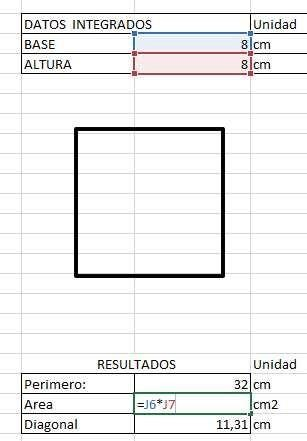 DATOS INTEGRADOS Unidad
BASE 8 cm
ALTURA 8 cm
RESULTADOS Unidad
Perimero: 32 cm
Area =J6*J7 cm2
Diagonal 11,31 cm